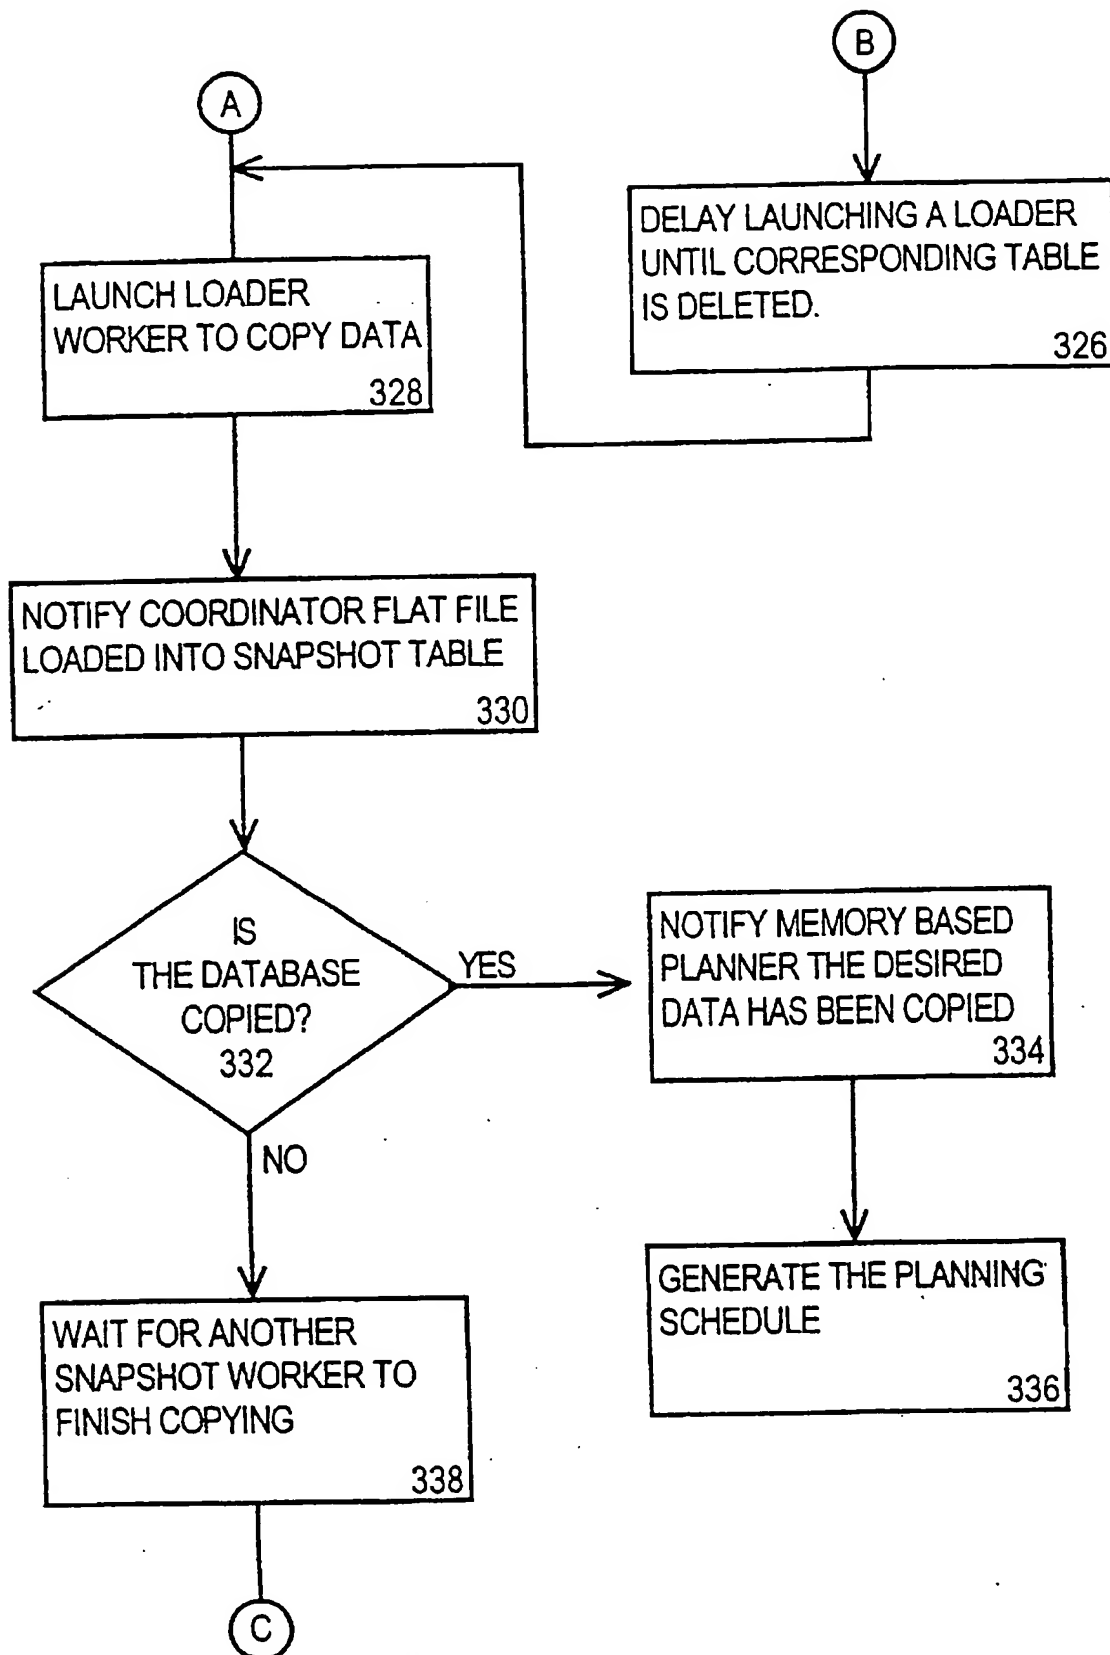 A
B
DELAY LAUNCHING A LOADER
UNTIL CORRESPONDING TABLE
IS DELETED.
326
LAUNCH LOADER
WORKER TO COPY DATA
328
NOTIFY COORDINATOR FLAT FILE
LOADED INTO SNAPSHOT TABLE
330
IS
THE DATABASE
COPIED?
332
YES
NO
NOTIFY MEMORY BASED
PLANNER THE DESIRED
DATA HAS BEEN COPIED
334
GENERATE THE PLANNING
SCHEDULE
336
WAIT FOR ANOTHER
SNAPSHOT WORKER TO
FINISH COPYING
338
C